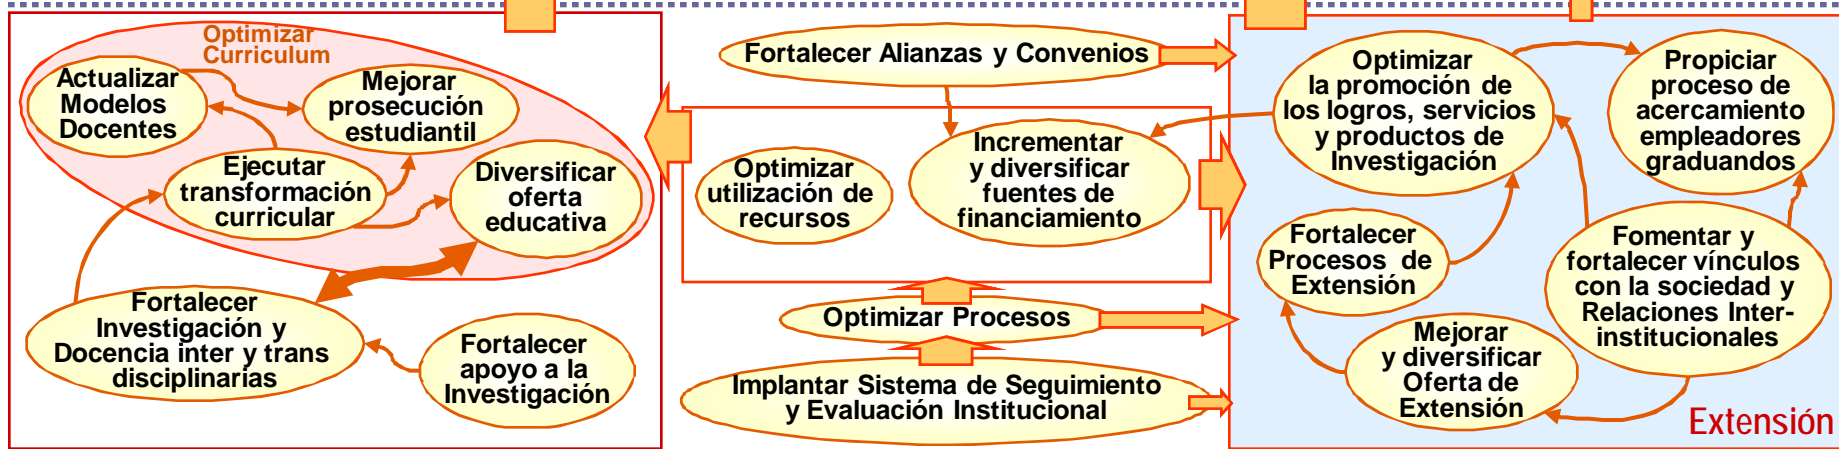 Optimizar
Curriculum
Actualizar
Modelos
Docentes
Mejorar
prosecución
estudiantil
Ejecutar
transformación
curricular
Diversificar
oferta
educativa
Fortalecer
Investigación y
Docencia inter y trans
disciplinarias
Fortalecer
apoyo a la
Investigación
Fortalecer Alianzas y Convenios
Optimizar
utilización de
recursos
Incrementar
y diversificar
fuentes de
financiamiento
Optimizar Procesos
Implantar Sistema de Seguimiento
y Evaluación Institucional
Optimizar
la promoción de
los logros, servicios
y productos de
Investigación
Propiciar
proceso de
acercamiento
empleadores
graduandos
Fortalecer
Procesos de
Extensión
Fomentar y
fortalecer vínculos
con la sociedad y
Relaciones Inter-
institucionales
Mejorar
y diversificar
Oferta de
Extensión
Extensión